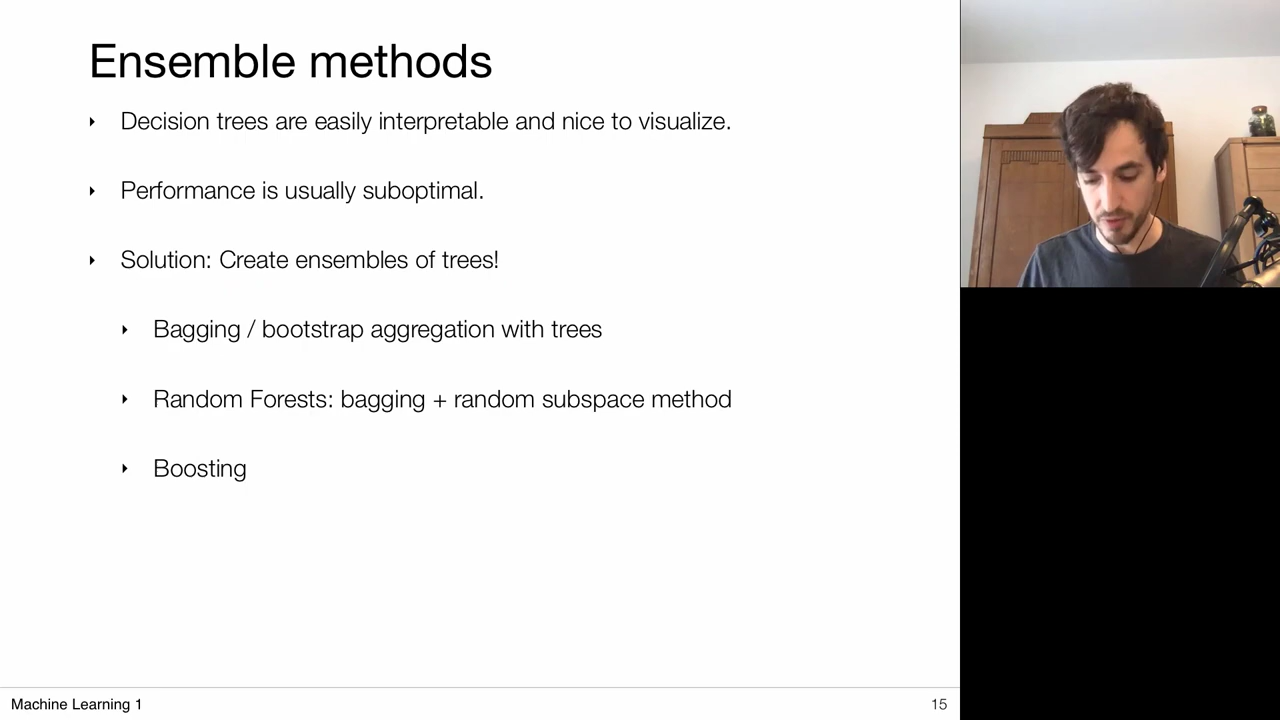 Ensemble methods
Decision trees are easily interpretable and nice to visualize.
Performance is usually suboptimal.
Solution: Create ensembles of trees!
Bagging / bootstrap aggregation with trees
Random Forests: bagging + random subspace method
Boosting
Machine Learning 1
15